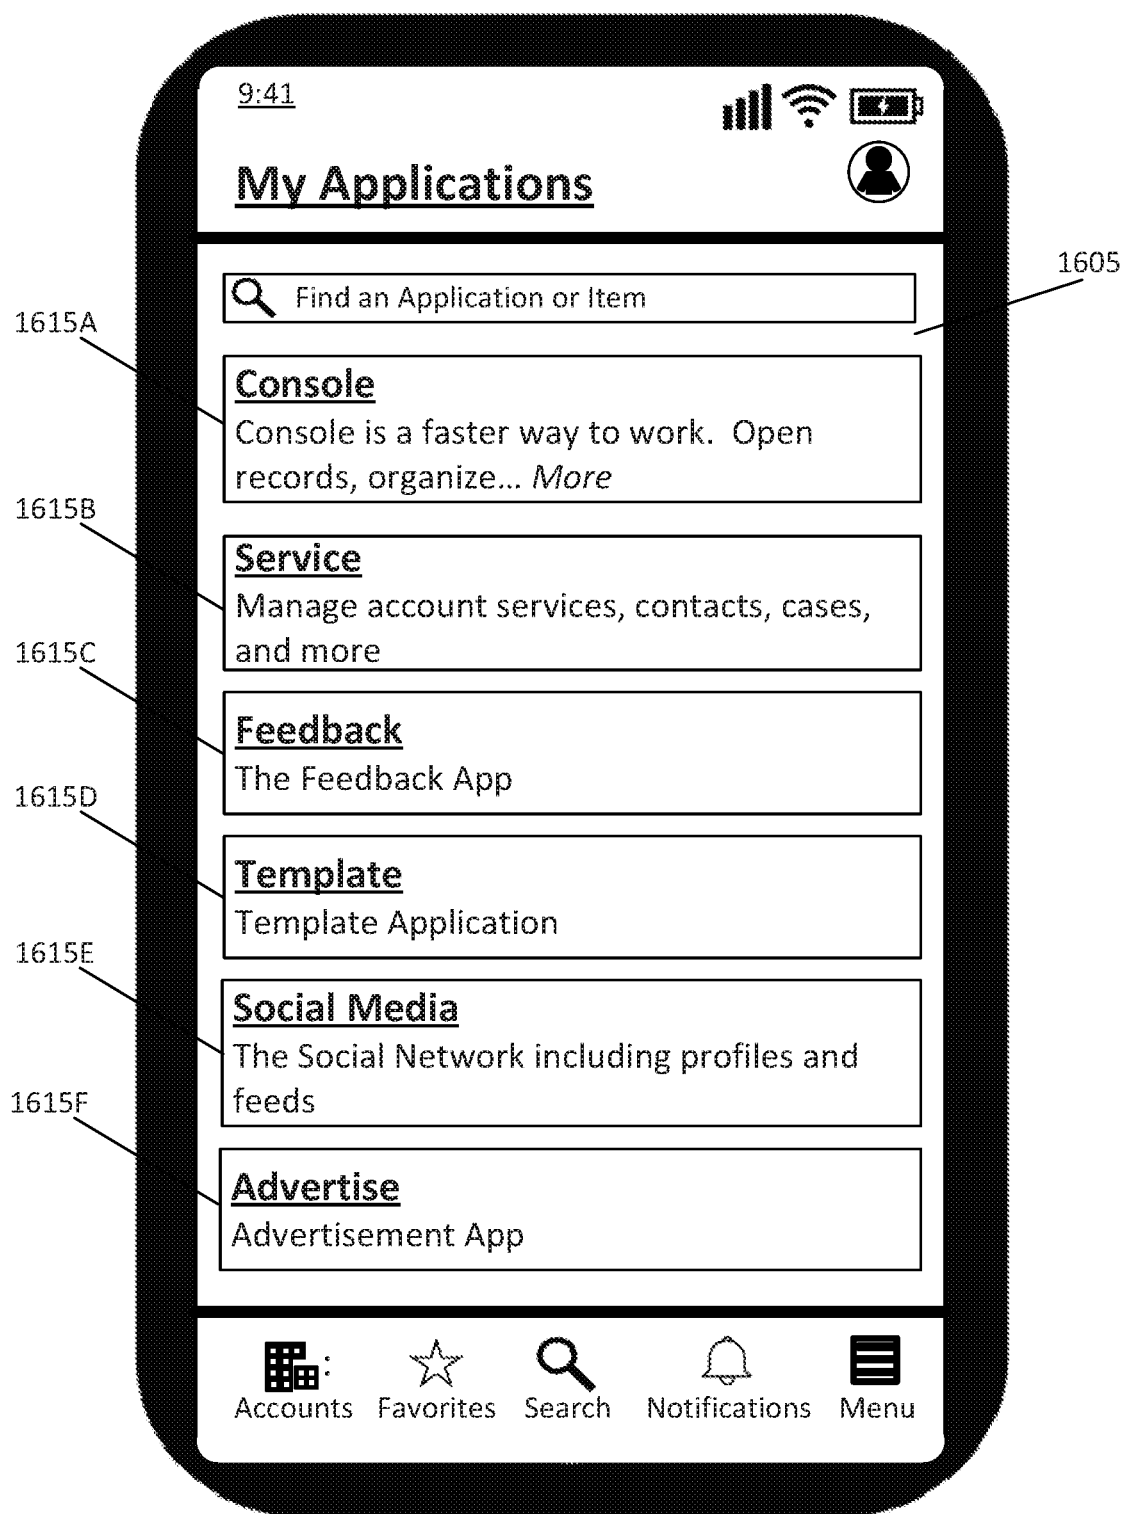 9:41
My Applications
1605
Find an Application or Item
1615A
Console
Console is a faster way to work.  Open
records, organize... More
1615B
Service
Manage account services, contacts, cases,
and more
1615C
Feedback
The Feedback App
1615D
Template
Template Application
1615E
Social Media
The Social Network including profiles and
feeds
1615F
Advertise
Advertisement App
Accounts Favorites Search Notifications Menu